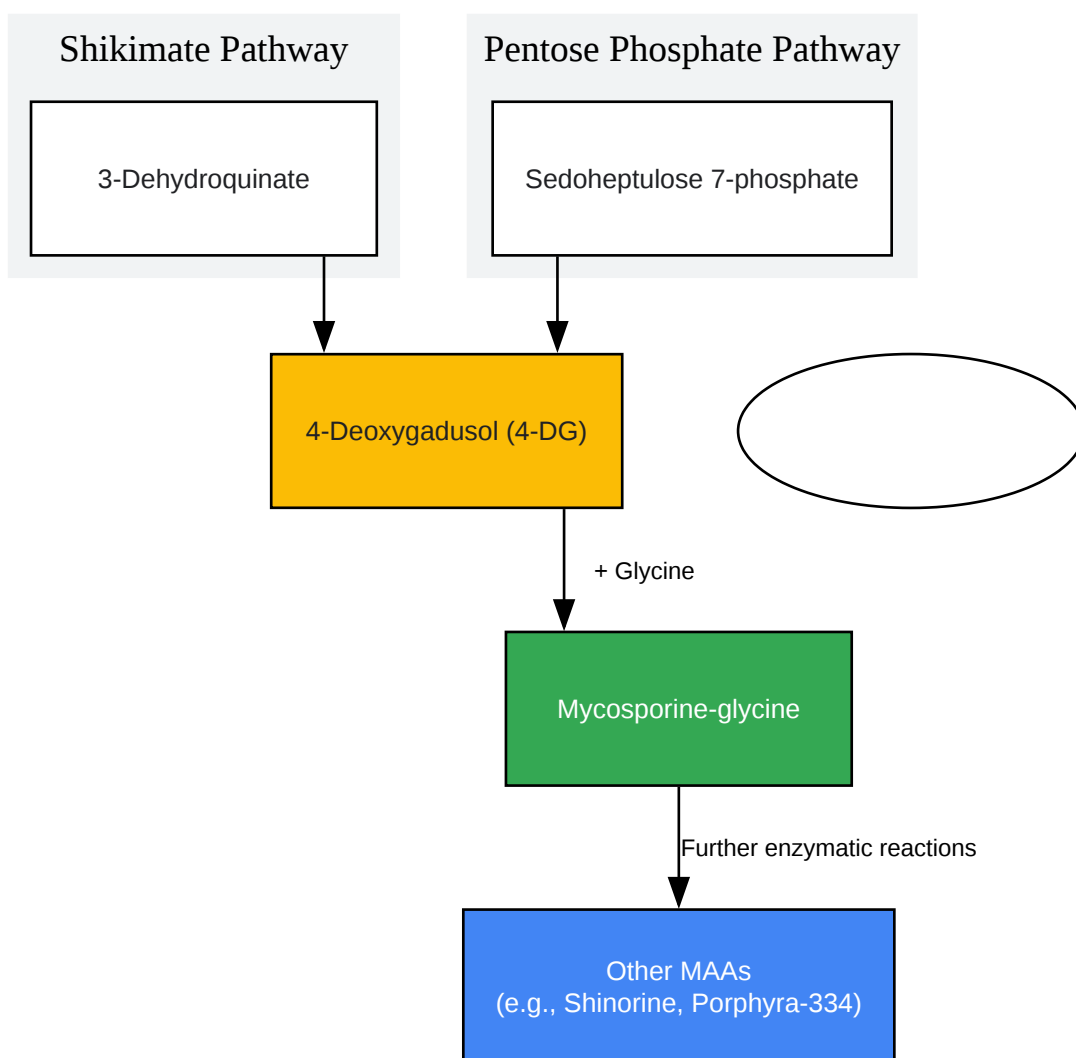 Shikimate Pathway
Pentose Phosphate Pathway
3-Dehydroquinate
Sedoheptulose 7-phosphate
4-Deoxygadusol (4-DG)
+ Glycine
Mycosporine-glycine
Further enzymatic reactions
Other MAAs
(e.g., Shinorine, Porphyra-334)